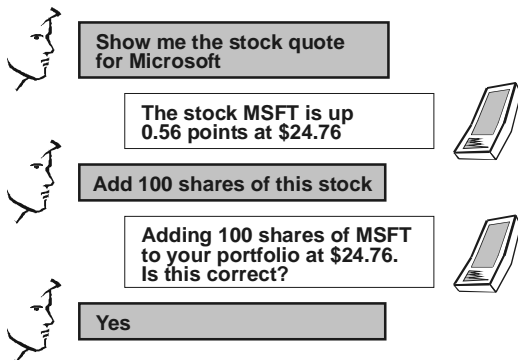 Show me the stock quote
for Microsoft
The stock MSFT is up
0.56 points at $24.76
Add 100 shares of this stock
Adding 100 shares of MSFT
to your portfolio at $24.76.
Is this correct?
Yes